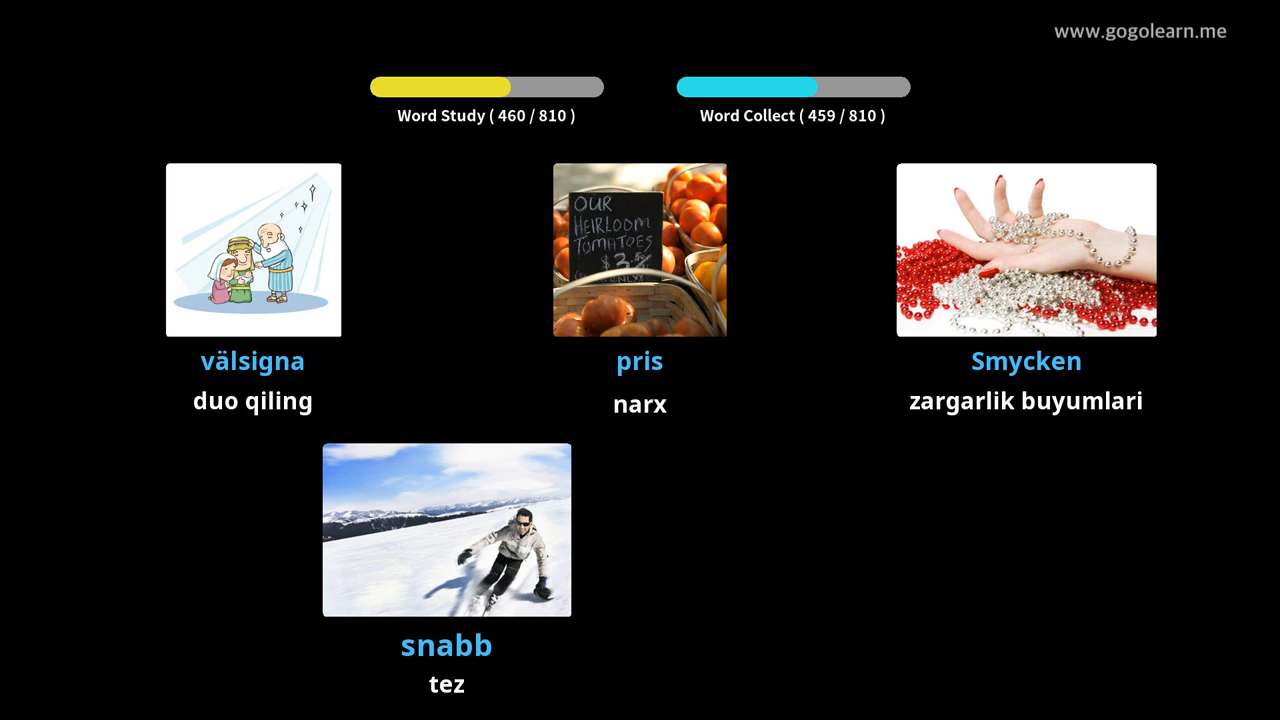 www.gogolearn.me
Word Study ( 460 / 810 )
Word Collect ( 459 / 810 )
OUR
HEIRLOOM
TOMATOES
välsigna
pris
Smycken
duo qiling
narx
zargarlik buyumlari
snabb
tez